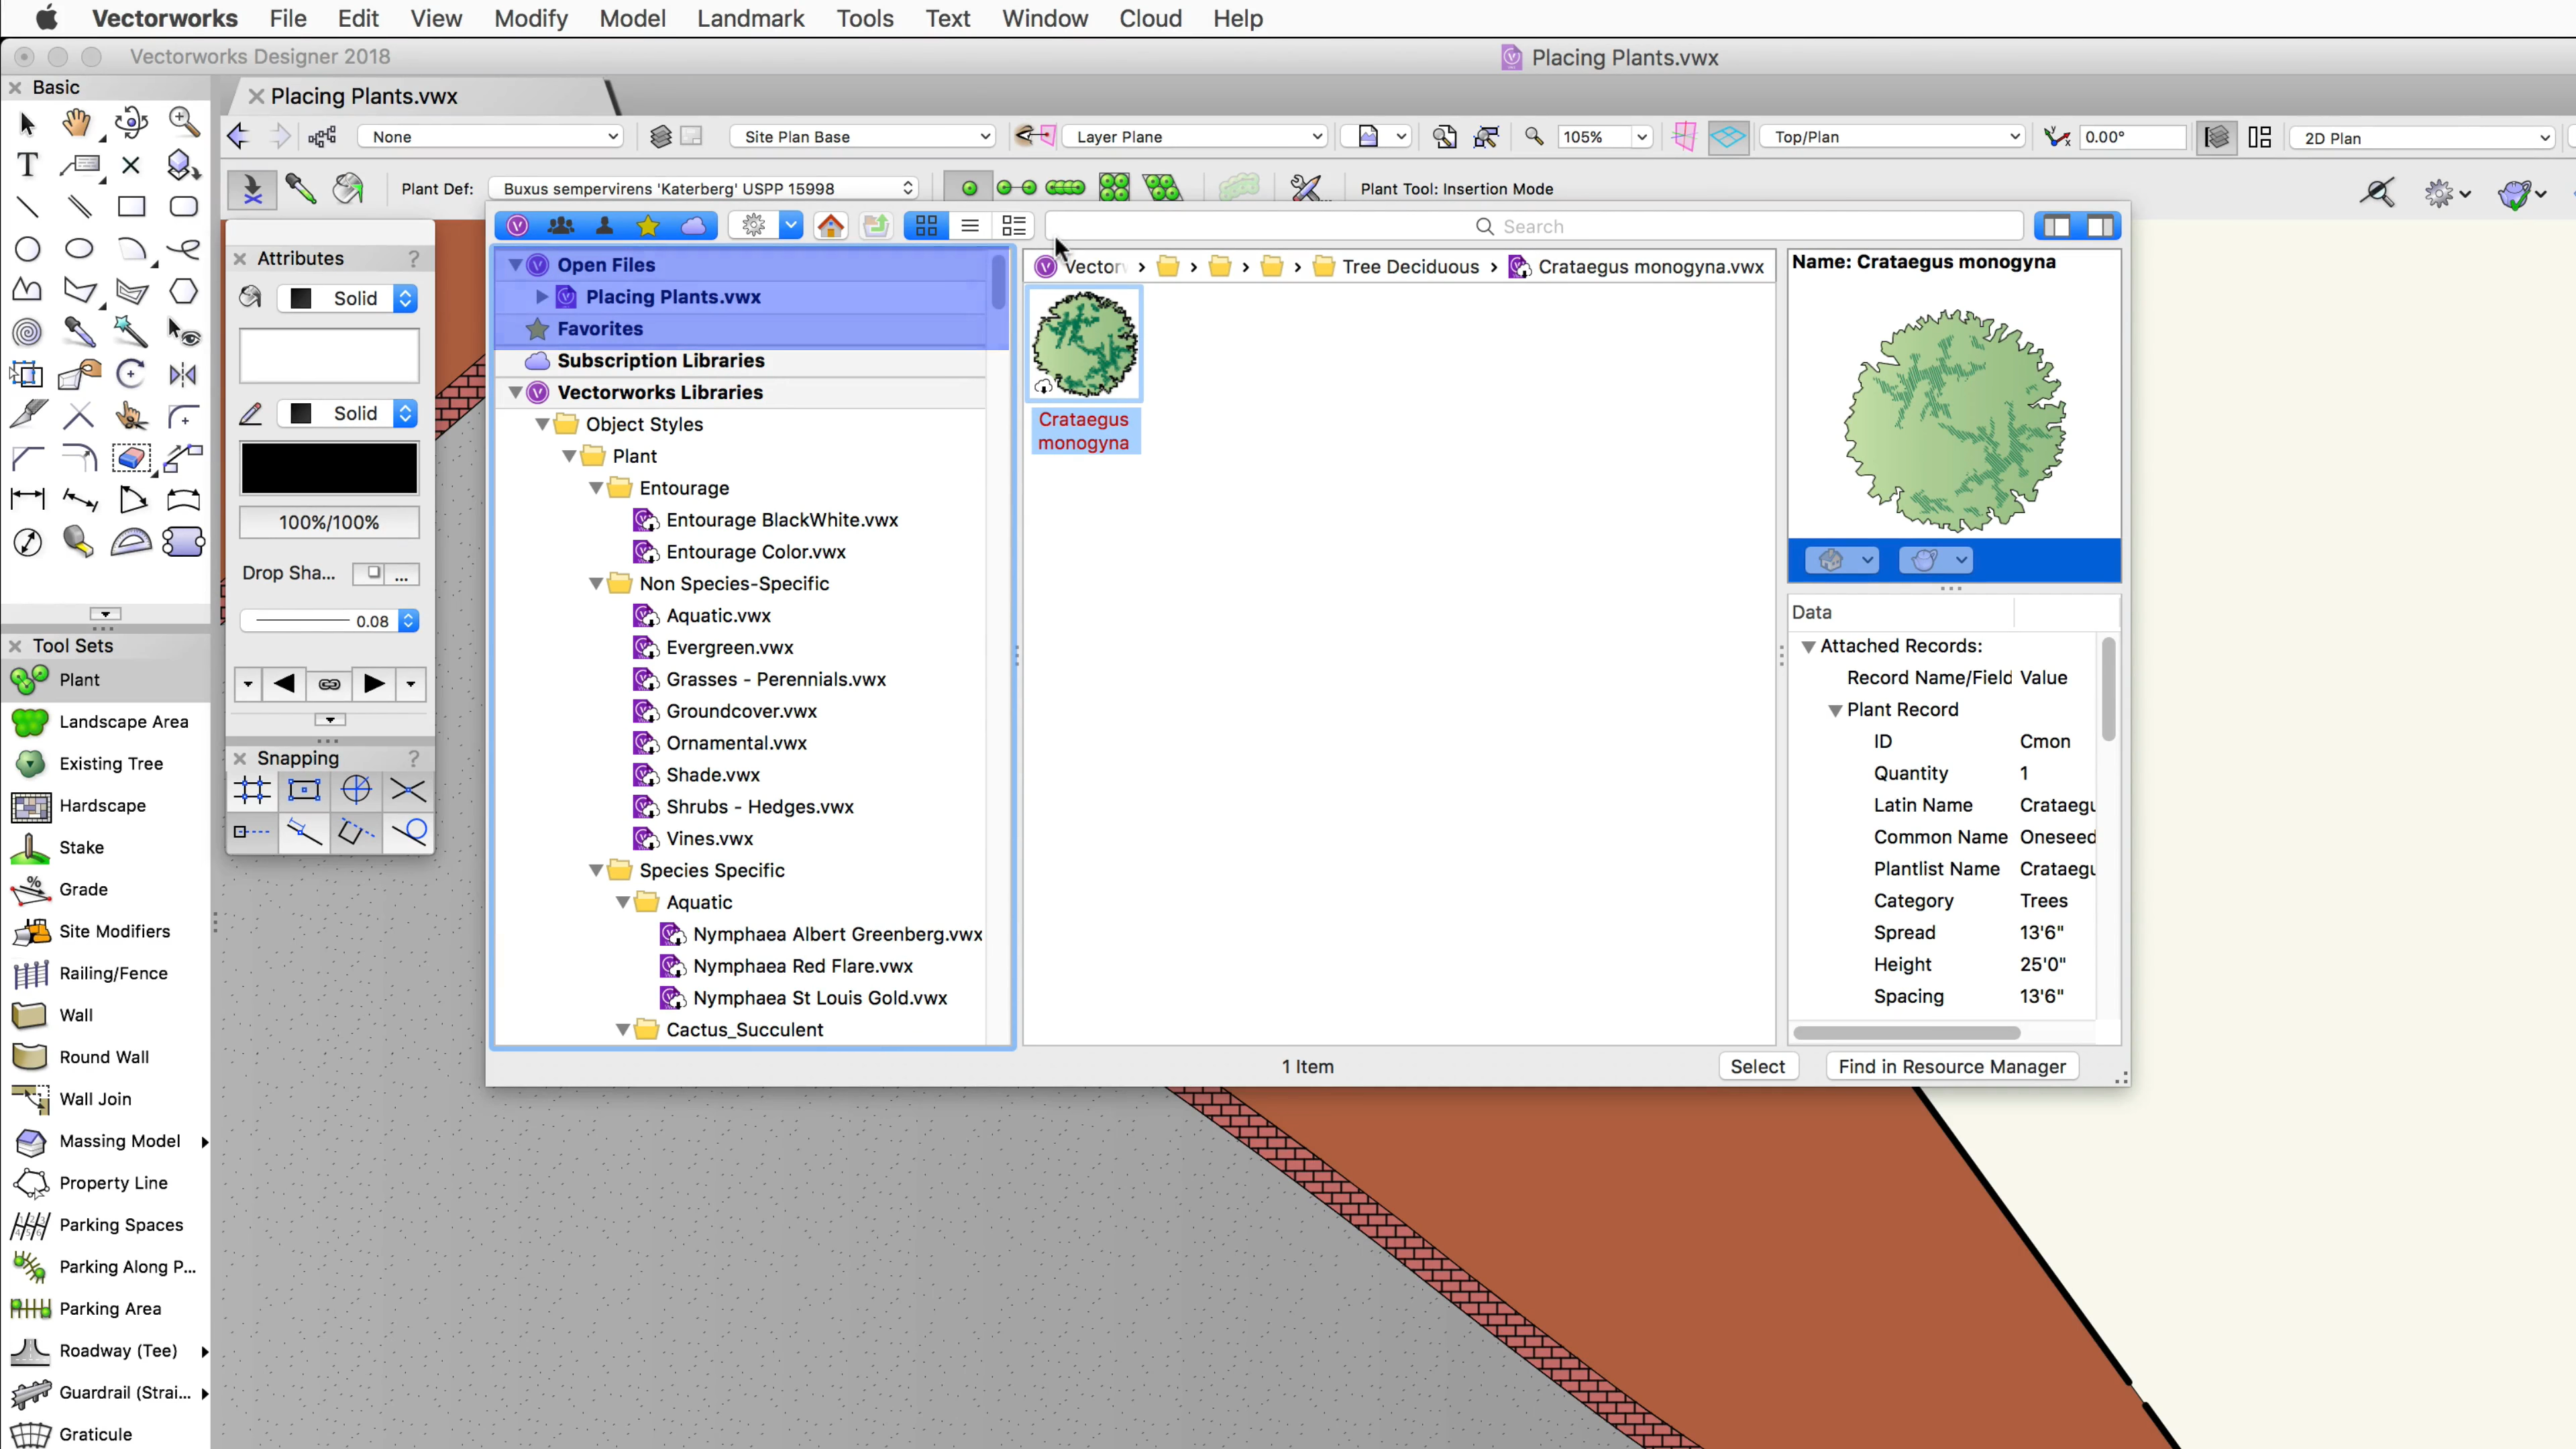 Vectorworks File Edit View Modify Model Landmark Tools Text Window Cloud Help
Vectorworks Designer 2018
Placing Plants.vwx
Basic
Placing Plants.vwx
None
Site Plan Base
Layer Plane
105%
Top/Plan
0.00°
2D Plan
Plant Def:
Buxus sempervirens 'Katerberg' USPP 15998
Plant Tool: Insertion Mode
Attributes
Solid
Solid
100%/100%
Drop Sha...
0.08
Snapping
Tool Sets
Plant
Landscape Area
Existing Tree
Hardscape
Stake
Grade
Site Modifiers
Railing/Fence
Wall
Round Wall
Wall Join
Massing Model
Property Line
Parking Spaces
Parking Along P...
Parking Area
Roadway (Tee)
Guardrail (Strai...
Graticule
Search
Open Files
Placing Plants.vwx
Favorites
Subscription Libraries
Vectorworks Libraries
Object Styles
Plant
Entourage
Entourage BlackWhite.vwx
Entourage Color.vwx
Non Species-Specific
Aquatic.vwx
Evergreen.vwx
Grasses - Perennials.vwx
Groundcover.vwx
Ornamental.vwx
Shade.vwx
Shrubs - Hedges.vwx
Vines.vwx
Species Specific
Aquatic
Nymphaea Albert Greenberg.vwx
Nymphaea Red Flare.vwx
Nymphaea St Louis Gold.vwx
Cactus_Succulent
Vector › › › › Tree Deciduous › Crataegus monogyna.vwx
Crataegus
monogyna
1 Item
Name: Crataegus monogyna
Data
Attached Records:
Record Name/Field Value
Plant Record
ID Cmon
Quantity 1
Latin Name Crataegu
Common Name Oneseed
Plantlist Name Crataegu
Category Trees
Spread 13'6"
Height 25'0"
Spacing 13'6"
Select
Find in Resource Manager